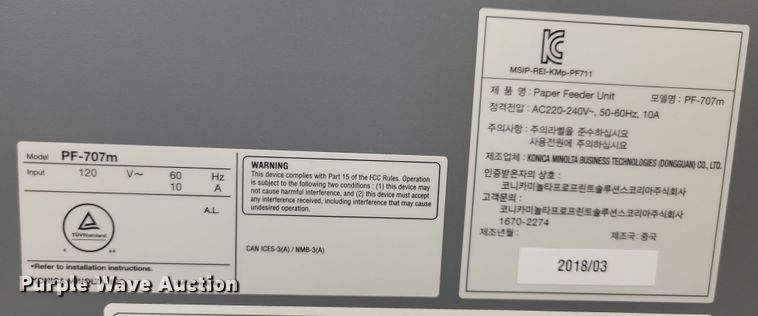 Model PF-707m
Input 120 V~ 60 Hz
10 A
A.L.
TÜVRheinland
*Refer to installation instructions.
WARNING
This device complies with Part 15 of the FCC Rules. Operation
is subject to the following two conditions : (1) this device may
not cause harmful interference, and (2) this device must accept
any interference received, including interference that may cause
undesired operation.
CAN ICES-3(A) / NMB-3(A)
MSIP-REI-KMp-PF711
제 품 명 : Paper Feeder Unit 모델명 : PF-707m
정격전압 : AC220-240V~, 50-60Hz, 10A
주의사항 : 주의라벨을 준수하십시요
사용전원에 주의하십시요
제조업체 : KONICA MINOLTA BUSINESS TECHNOLOGIES (DONGGUAN) CO., LTD.
인증받은자의 상호 :
코니카미놀타프로프린트솔루션스코리아주식회사
고객문의 :
코니카미놀타프로프린트솔루션스코리아주식회사
1670-2274
제조년월 : 제조국 : 중국
2018/03
Purple Wave Auction